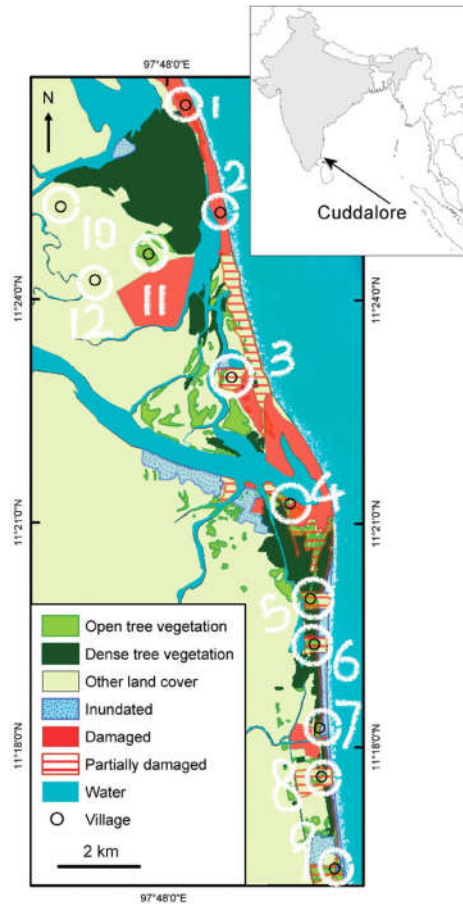 97°48'0"E
N
1
2
Cuddalore
10
11°24'0"N
11°24'0"N
11
12
3
4
11°21'0"N
11°21'0"N
5
6
Open tree vegetation
Dense tree vegetation
Other land cover
Inundated
7
Damaged
11°18'0"N
11°18'0"N
Partially damaged
8
Water
Village
9
2 km
97°48'0"E